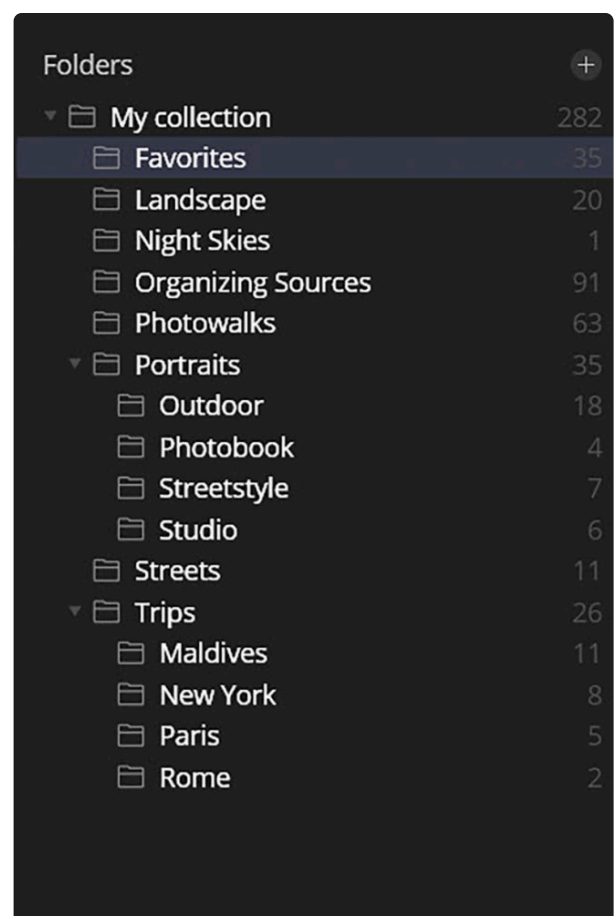 Folders
My collection 282
Favorites 35
Landscape 20
Night Skies 1
Organizing Sources 91
Photowalks 63
Portraits 35
Outdoor 18
Photobook 4
Streetstyle 7
Studio 6
Streets 11
Trips 26
Maldives 11
New York 8
Paris 5
Rome 2